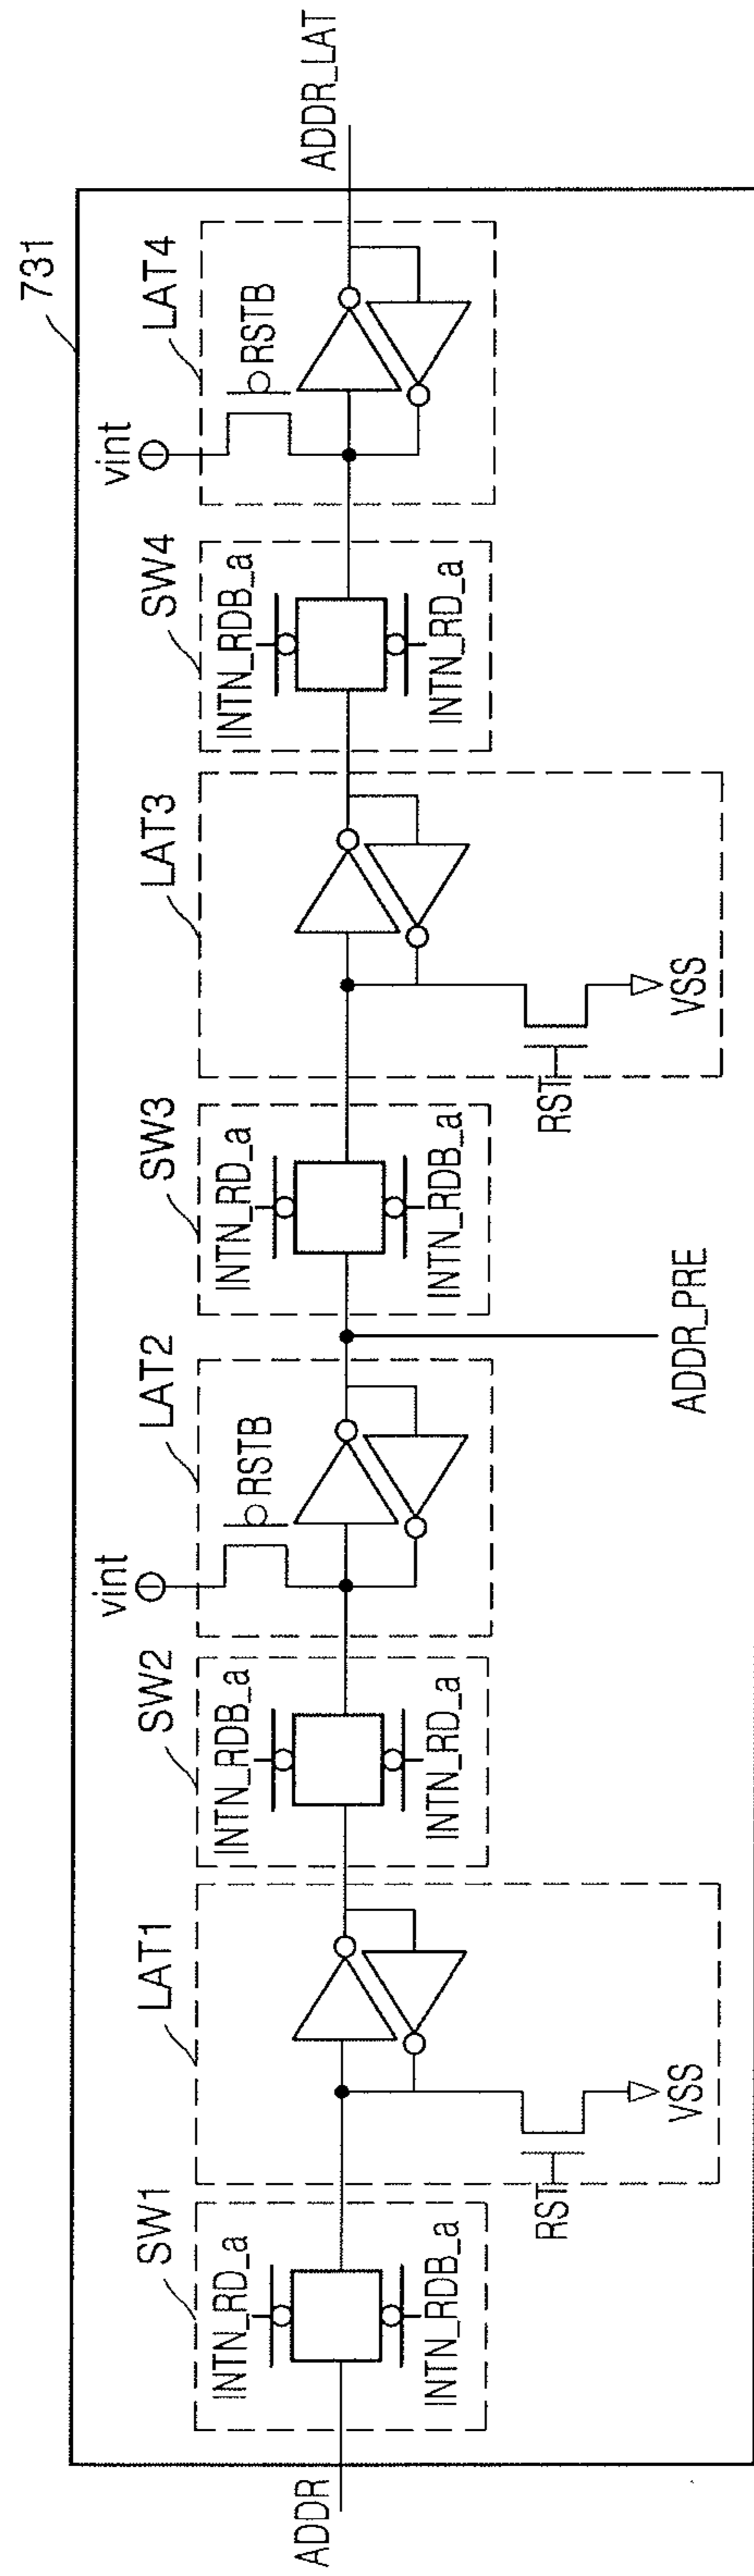 731
ADDR
SW1
INTN_RD_a
INTN_RDB_a
LAT1
RST
VSS
SW2
INTN_RDB_a
INTN_RD_a
LAT2
vint
RSTB
ADDR_PRE
SW3
INTN_RD_a
INTN_RDB_a
LAT3
RST
VSS
SW4
INTN_RDB_a
INTN_RD_a
LAT4
vint
RSTB
ADDR_LAT